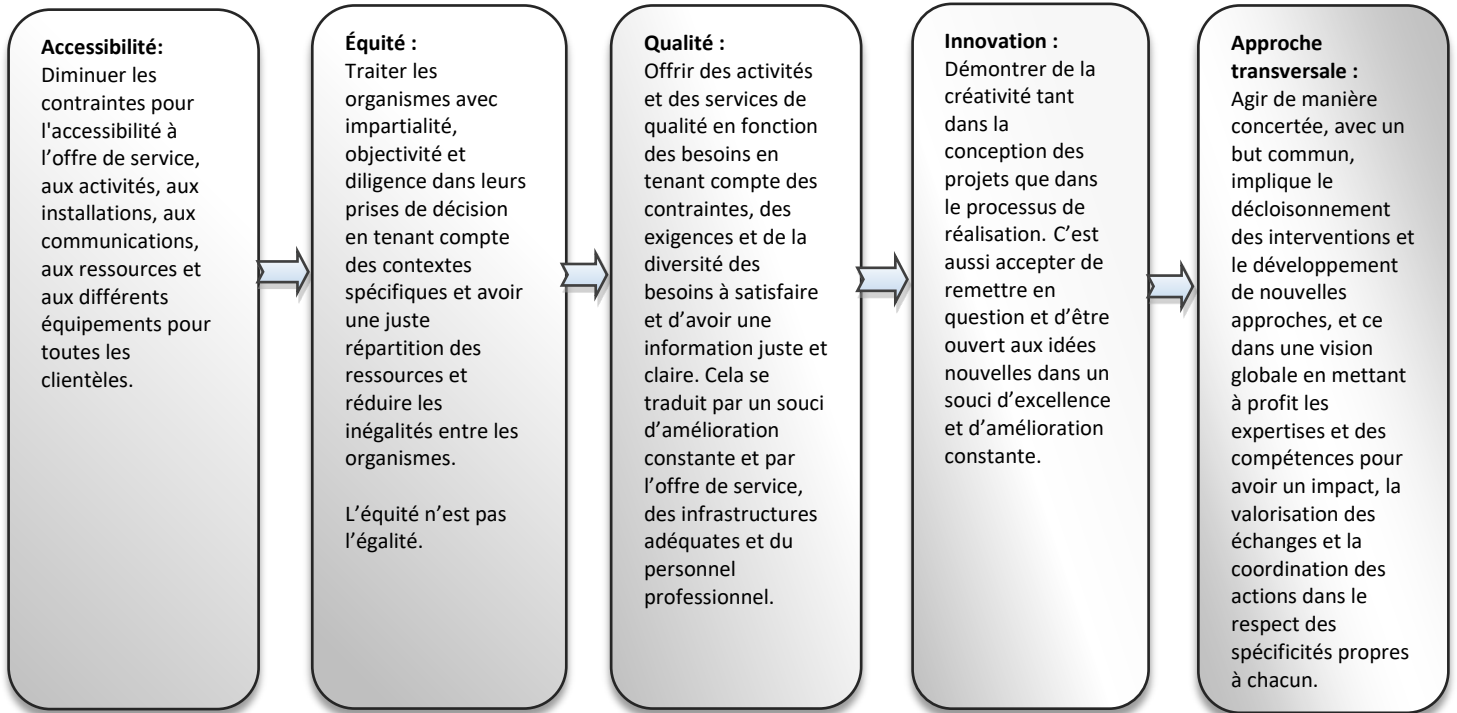 Accessibilité:
Diminuer les
contraintes pour
l'accessibilité à
l’offre de service,
aux activités, aux
installations, aux
communications,
aux ressources et
aux différents
équipements pour
toutes les
clientèles.
Équité :
Traiter les
organismes avec
impartialité,
objectivité et
diligence dans leurs
prises de décision
en tenant compte
des contextes
spécifiques et avoir
une juste
répartition des
ressources et
réduire les
inégalités entre les
organismes.
L’équité n’est pas
l’égalité.
Qualité :
Offrir des activités
et des services de
qualité en fonction
des besoins en
tenant compte des
contraintes, des
exigences et de la
diversité des
besoins à satisfaire
et d’avoir une
information juste et
claire. Cela se
traduit par un souci
d’amélioration
constante et par
l’offre de service,
des infrastructures
adéquates et du
personnel
professionnel.
Innovation :
Démontrer de la
créativité tant
dans la
conception des
projets que dans
le processus de
réalisation. C’est
aussi accepter de
remettre en
question et d’être
ouvert aux idées
nouvelles dans un
souci d’excellence
et d’amélioration
constante.
Approche
transversale :
Agir de manière
concertée, avec un
but commun,
implique le
décloisonnement
des interventions et
le développement
de nouvelles
approches, et ce
dans une vision
globale en mettant
à profit les
expertises et des
compétences pour
avoir un impact, la
valorisation des
échanges et la
coordination des
actions dans le
respect des
spécificités propres
à chacun.